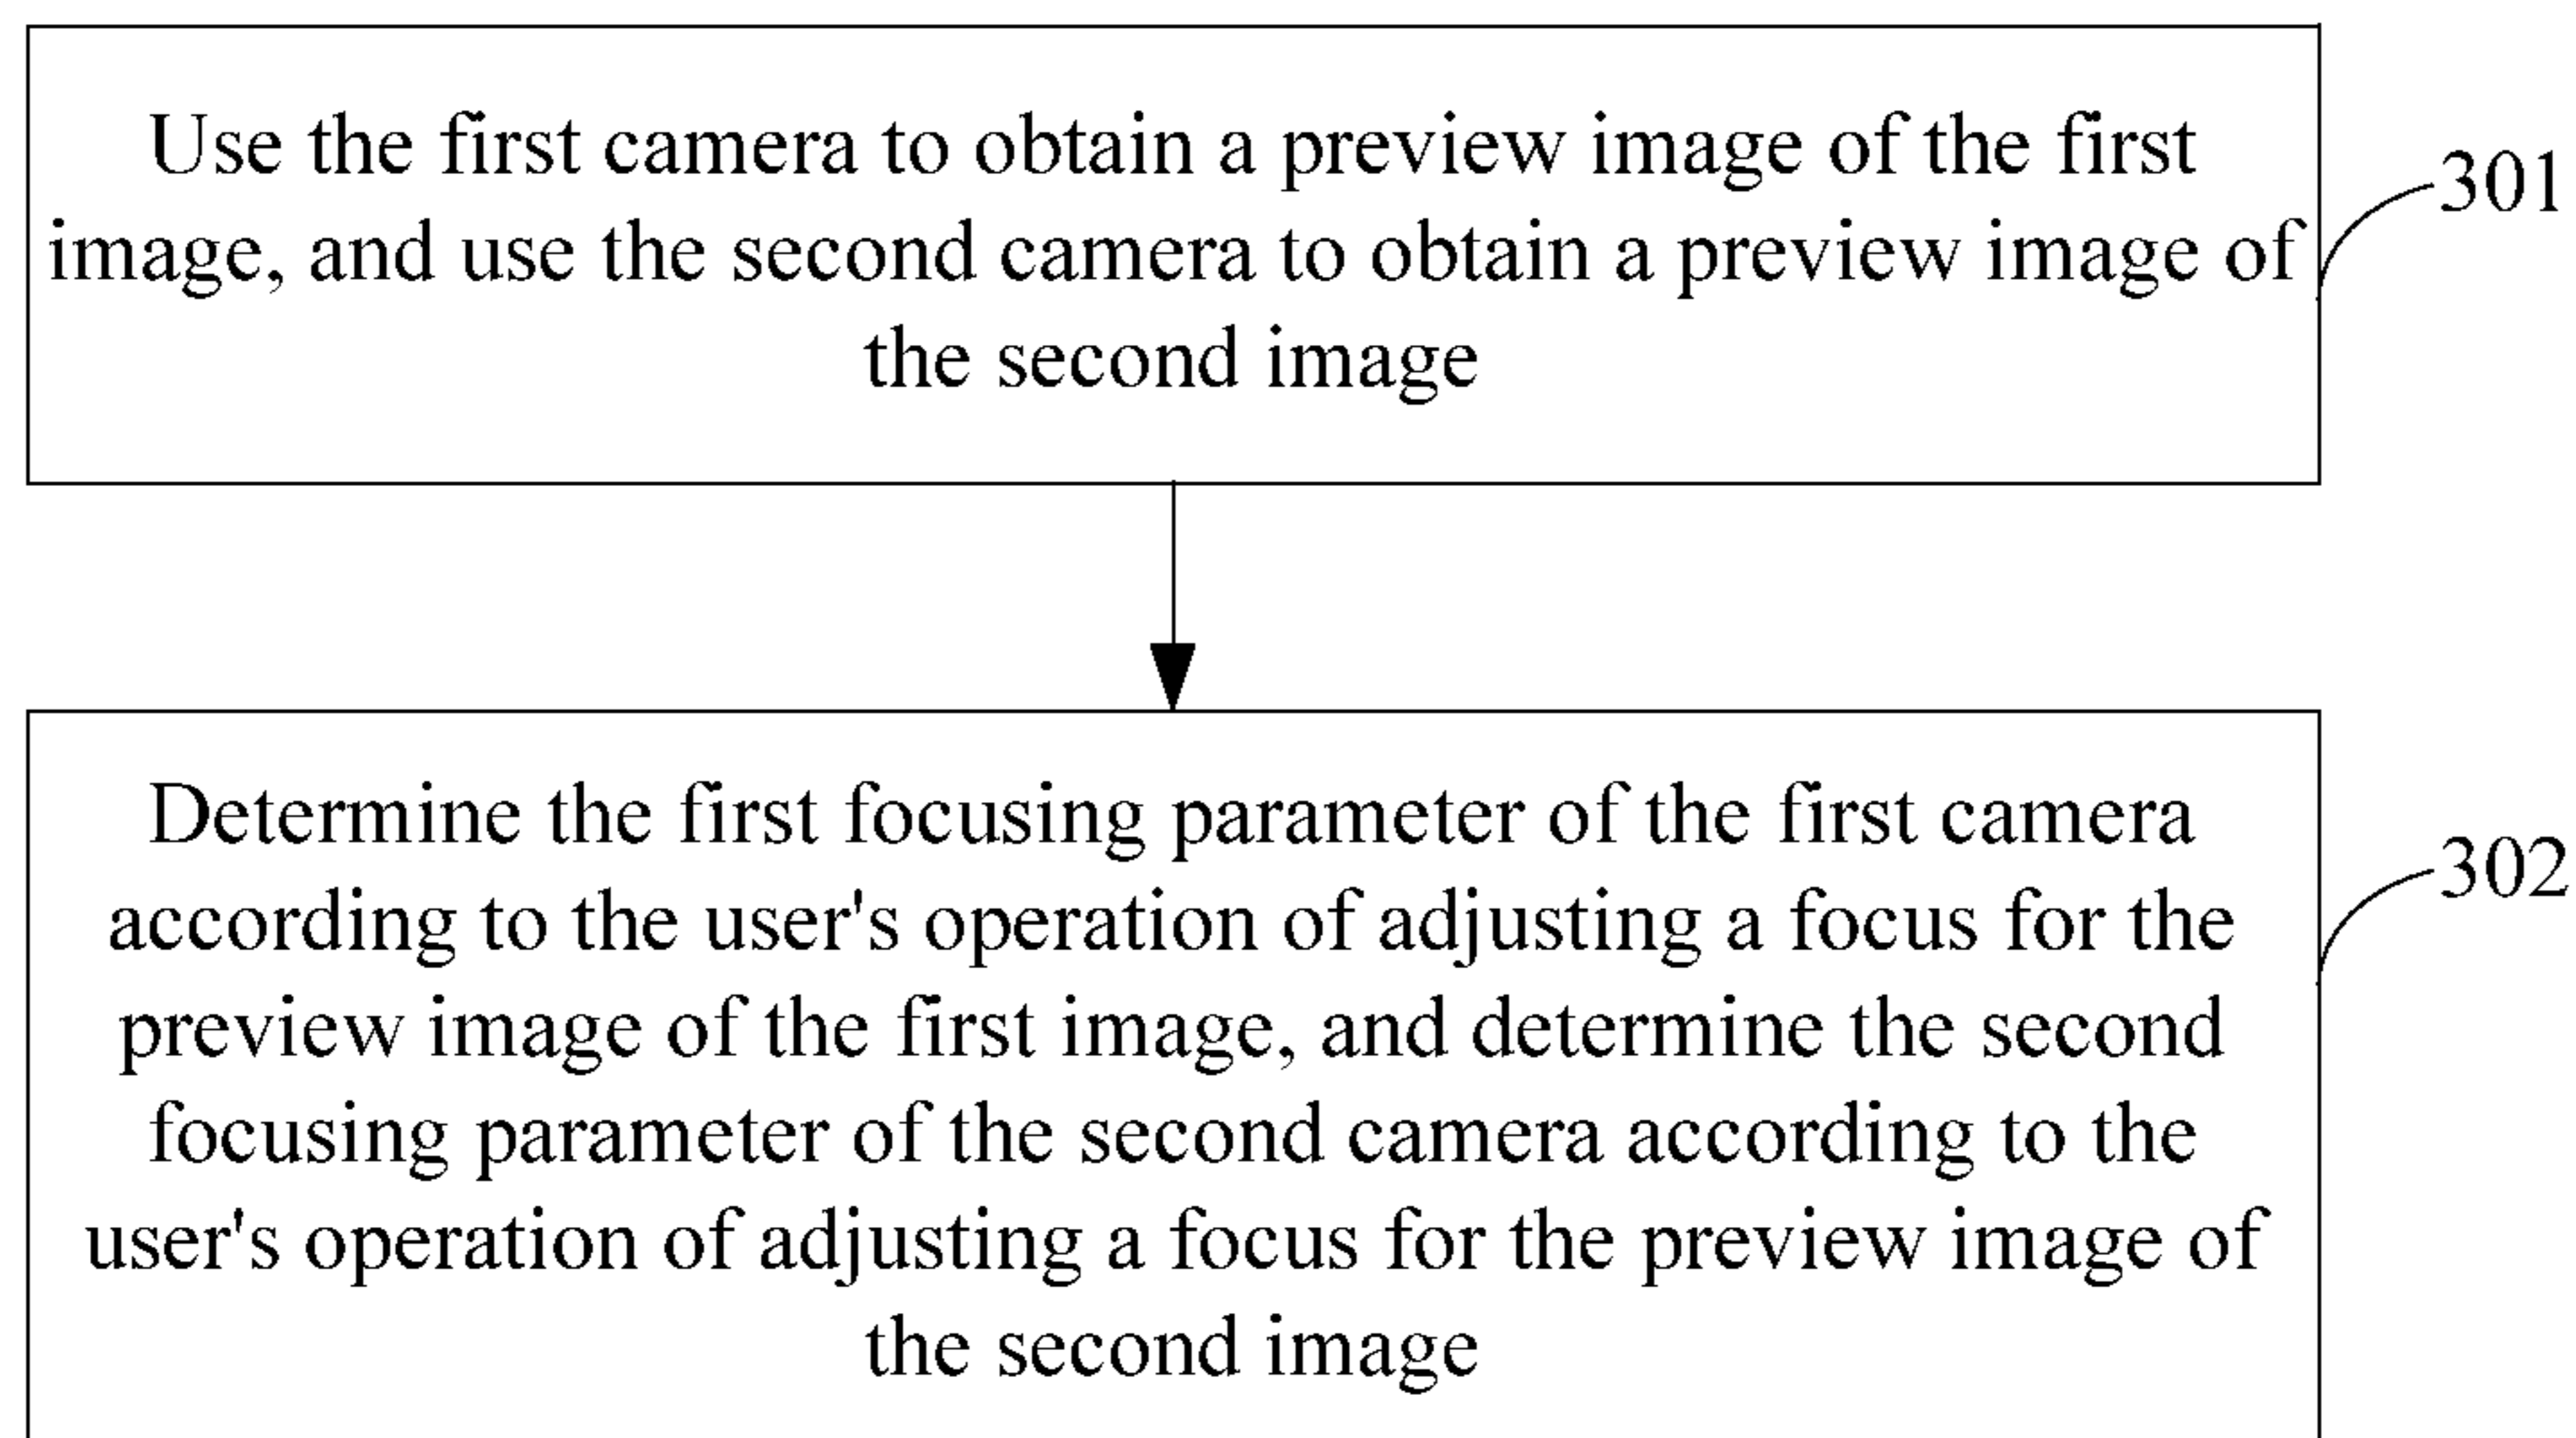 Use the first camera to obtain a preview image of the first
image, and use the second camera to obtain a preview image of
the second image
301
Determine the first focusing parameter of the first camera
according to the user's operation of adjusting a focus for the
preview image of the first image, and determine the second
focusing parameter of the second camera according to the
user's operation of adjusting a focus for the preview image of
the second image
302